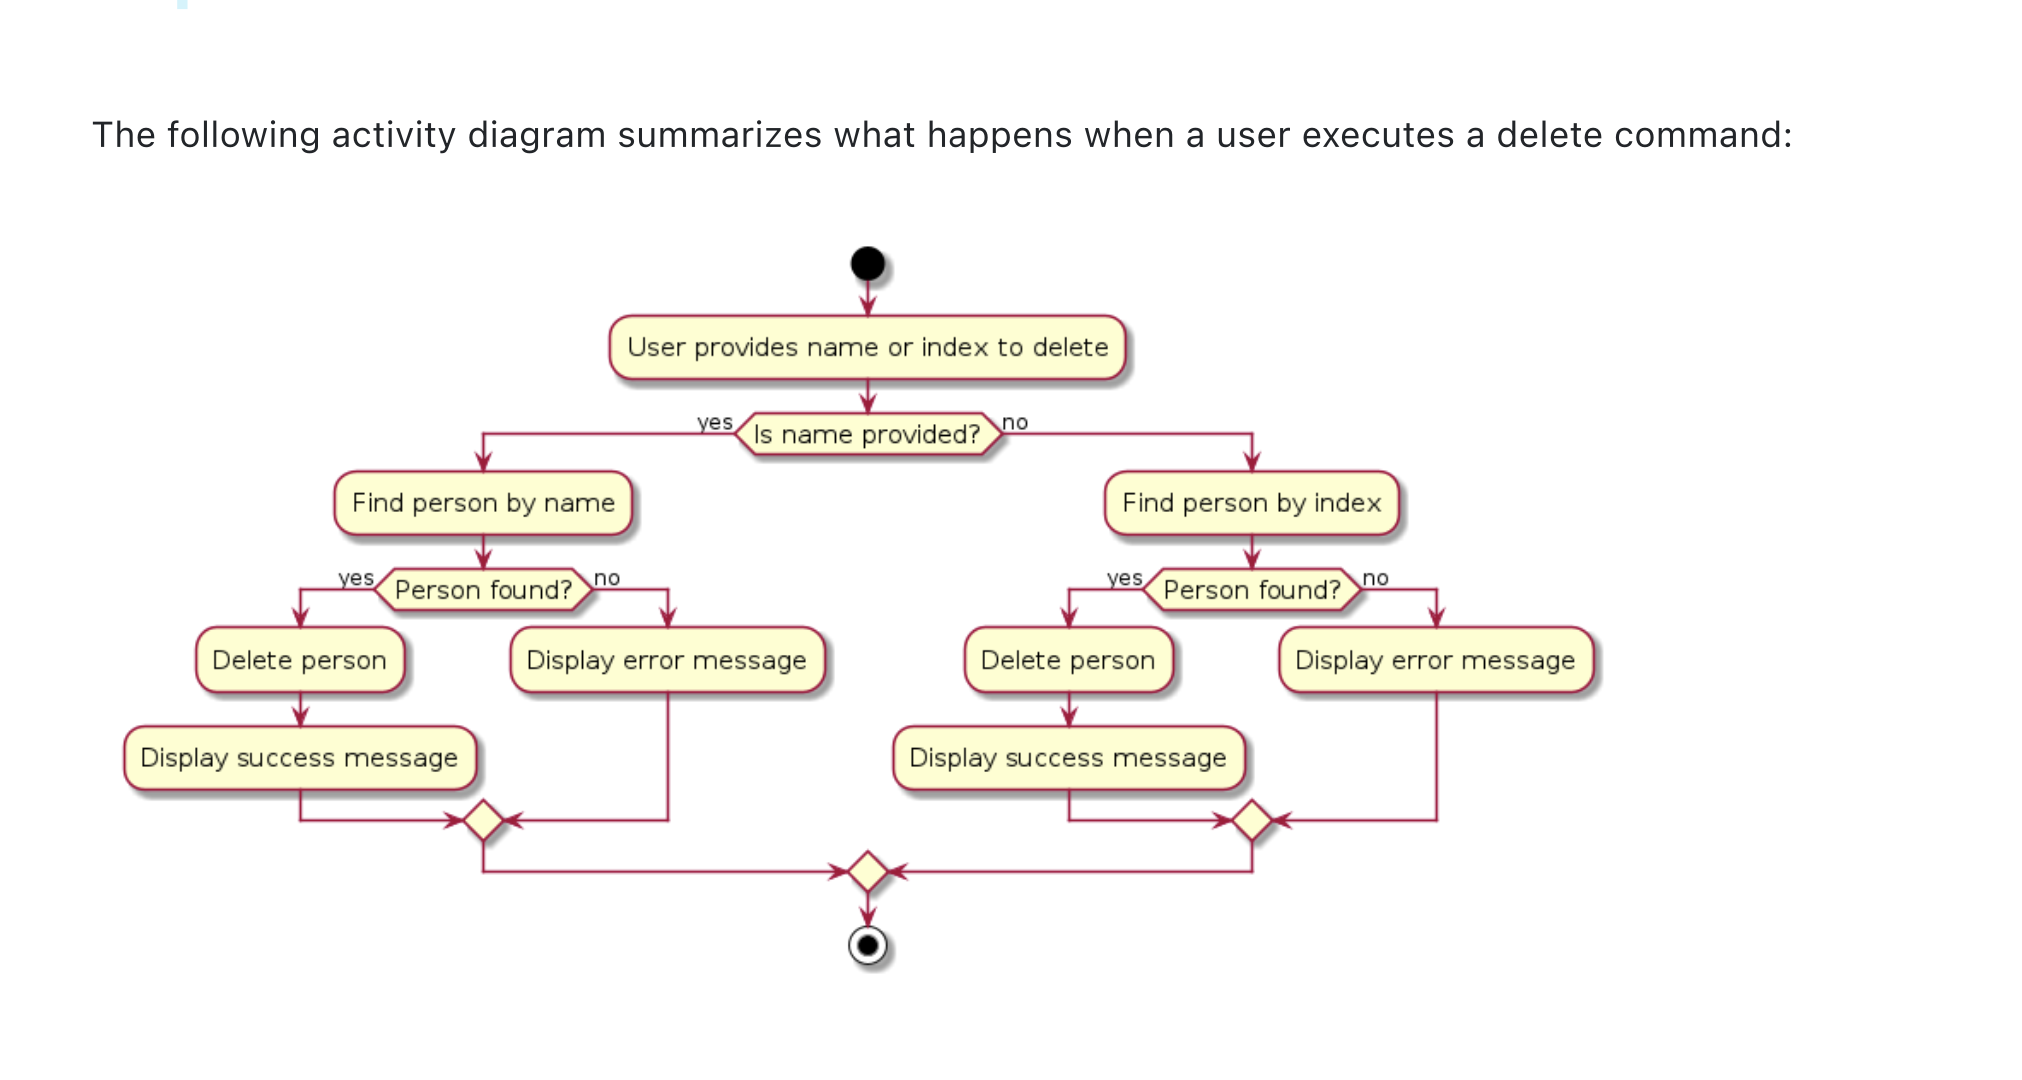 The following activity diagram summarizes what happens when a user executes a delete command:
User provides name or index to delete
yes
Is name provided?
no
Find person by name
Find person by index
yes
Person found?
no
yes
Person found?
no
Delete person
Display error message
Delete person
Display error message
Display success message
Display success message